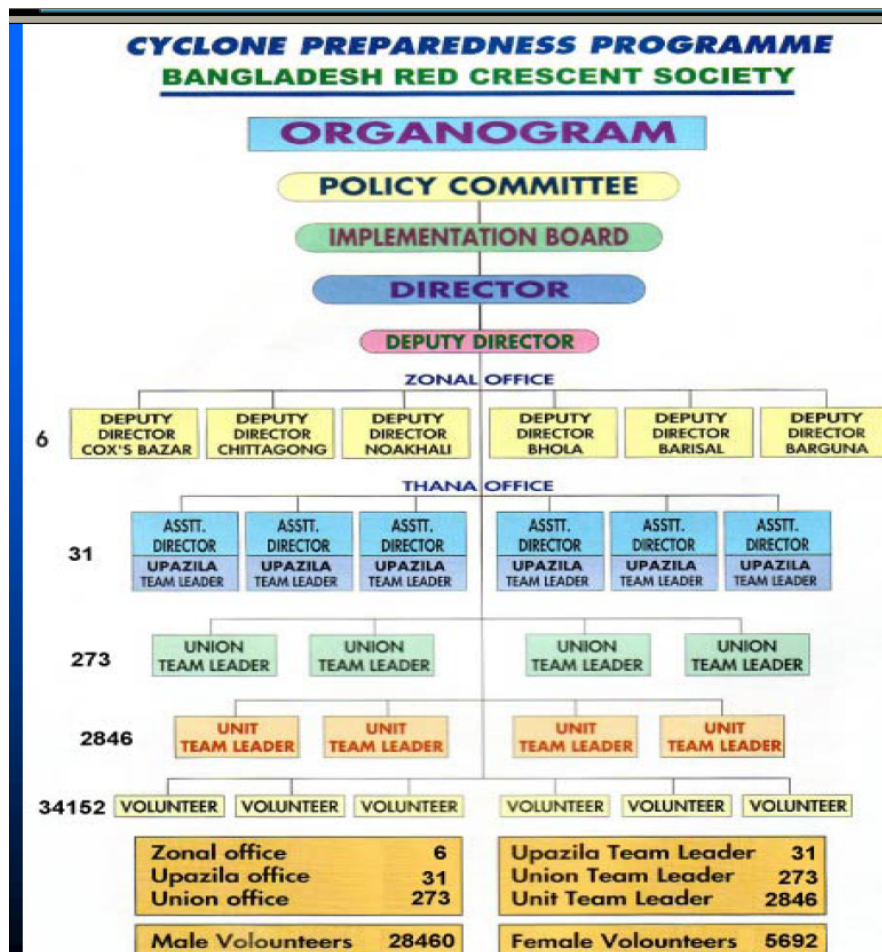 CYCLONE PREPAREDNESS PROGRAMME
BANGLADESH RED CRESCENT SOCIETY
ORGANOGRAM
POLICY COMMITTEE
IMPLEMENTATION BOARD
DIRECTOR
DEPUTY DIRECTOR
ZONAL OFFICE
6
DEPUTY
DIRECTOR
COX'S BAZAR
DEPUTY
DIRECTOR
CHITTAGONG
DEPUTY
DIRECTOR
NOAKHALI
DEPUTY
DIRECTOR
BHOLA
DEPUTY
DIRECTOR
BARISAL
DEPUTY
DIRECTOR
BARGUNA
THANA OFFICE
31
ASSTT.
DIRECTOR
UPAZILA
TEAM LEADER
ASSTT.
DIRECTOR
UPAZILA
TEAM LEADER
ASSTT.
DIRECTOR
UPAZILA
TEAM LEADER
ASSTT.
DIRECTOR
UPAZILA
TEAM LEADER
ASSTT.
DIRECTOR
UPAZILA
TEAM LEADER
ASSTT.
DIRECTOR
UPAZILA
TEAM LEADER
273
UNION
TEAM LEADER
UNION
TEAM LEADER
UNION
TEAM LEADER
UNION
TEAM LEADER
2846
UNIT
TEAM LEADER
UNIT
TEAM LEADER
UNIT
TEAM LEADER
UNIT
TEAM LEADER
34152 VOLUNTEER VOLUNTEER VOLUNTEER VOLUNTEER VOLUNTEER VOLUNTEER
Zonal office 6
Upazila office 31
Union office 273
Upazila Team Leader 31
Union Team Leader 273
Unit Team Leader 2846
Male Volounteers 28460
Female Volounteers 5692